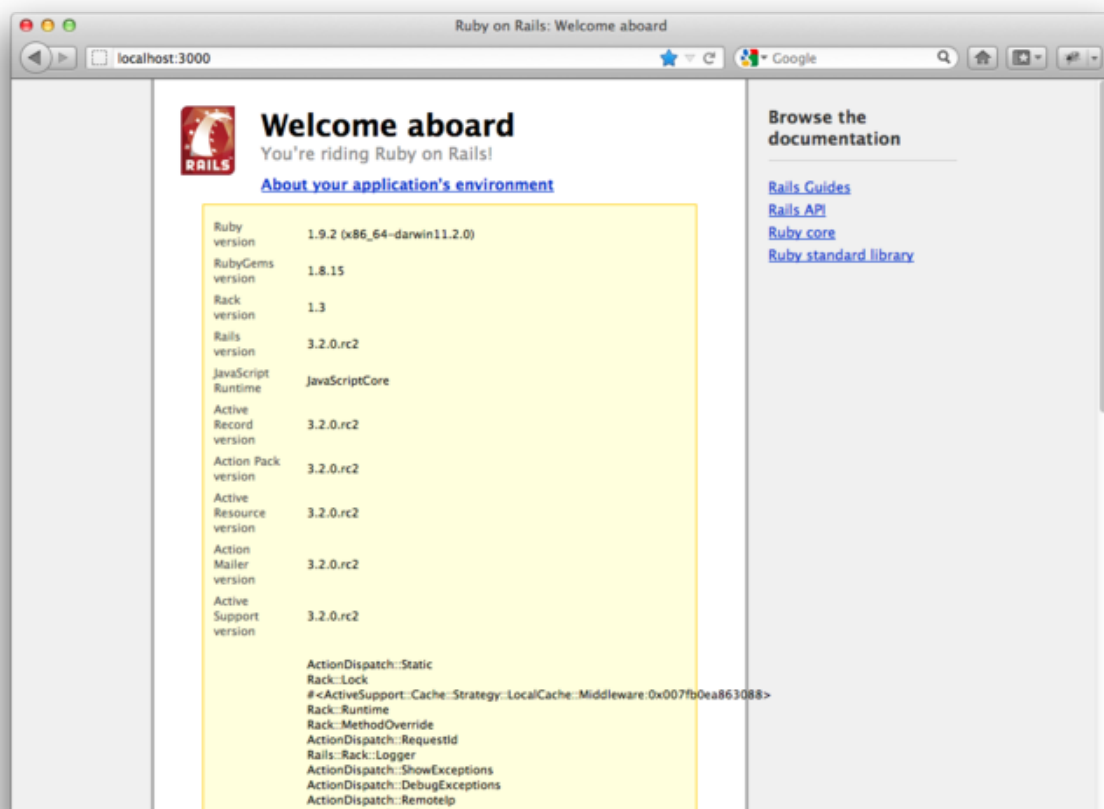 Ruby on Rails: Welcome aboard
localhost:3000
Google
RAILS
Welcome aboard
You're riding Ruby on Rails!
About your application's environment
Ruby
version
1.9.2 (x86_64-darwin11.2.0)
RubyGems
version
1.8.15
Rack
version
1.3
Rails
version
3.2.0.rc2
JavaScript
Runtime
JavaScriptCore
Active
Record
version
3.2.0.rc2
Action Pack
version
3.2.0.rc2
Active
Resource
version
3.2.0.rc2
Action
Mailer
version
3.2.0.rc2
Active
Support
version
3.2.0.rc2
ActionDispatch::Static
Rack::Lock
#<ActiveSupport::Cache::Strategy::LocalCache::Middleware:0x007fb0ea863088>
Rack::Runtime
Rack::MethodOverride
ActionDispatch::RequestId
Rails::Rack::Logger
ActionDispatch::ShowExceptions
ActionDispatch::DebugExceptions
ActionDispatch::RemoteIp
Browse the
documentation
Rails Guides
Rails API
Ruby core
Ruby standard library